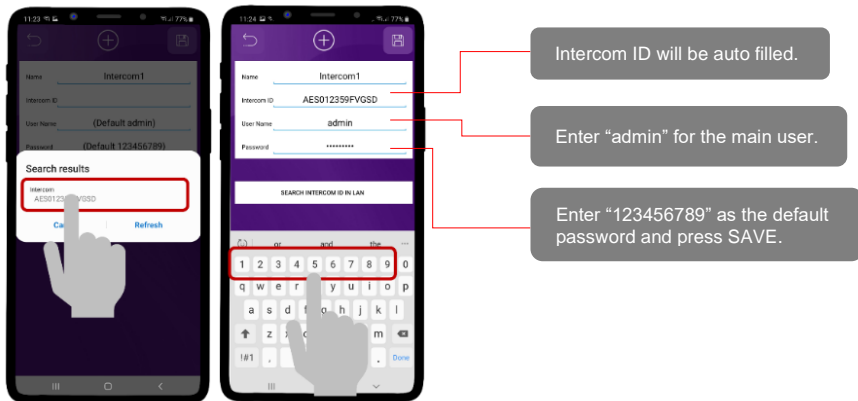 11:23
77%
Name Intercom1
Intercom ID
User Name (Default admin)
Password (Default 123456789)
Search results
Intercom
Refresh
11:24
77%
Name Intercom1
Intercom ID AES012359FVGSD
User Name admin
Password •••••••••
SEARCH INTERCOM ID IN LAN
or and the ...
1 2 3 4 5 6 7 8 9 0
q w e r y u i o p
a s d f g h j k l
z m
!#1 , . Done
Intercom ID will be auto filled.
Enter “admin” for the main user.
Enter “123456789” as the default
password and press SAVE.